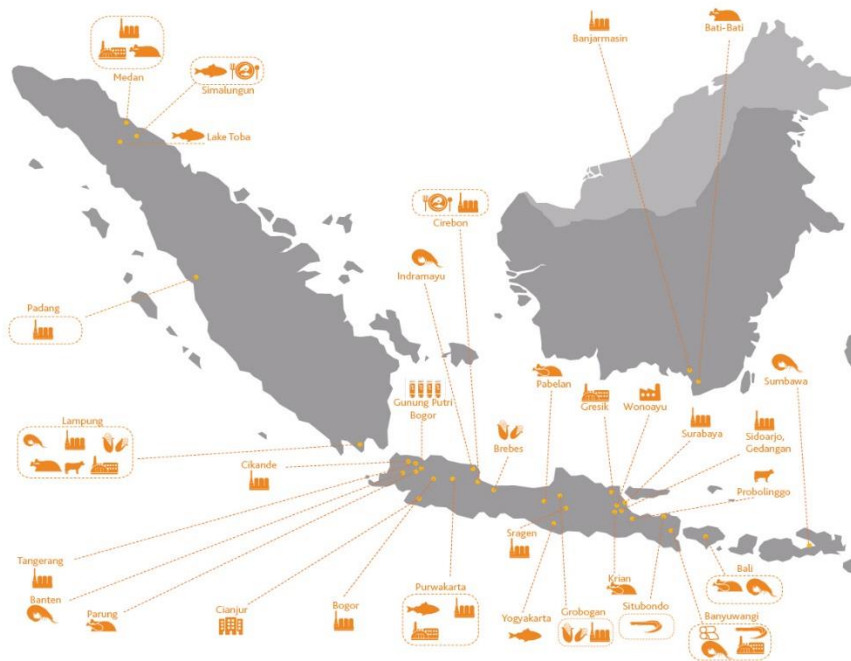 Banjarmasin
Bati-Bati
Medan
Simalungun
Lake Toba
Cirebon
Indramayu
Padang
Pabelan
Sumbawa
Gunung Putri
Bogor
Gresik
Wonoayu
Lampung
Surabaya
Sidoarjo,
Gedangan
Brebes
Cikande
Probolinggo
Sragen
Tangerang
Bali
Banten
Parung
Cianjur
Bogor
Purwakarta
Krian
Yogyakarta
Grobogan
Situbondo
Banyuwangi